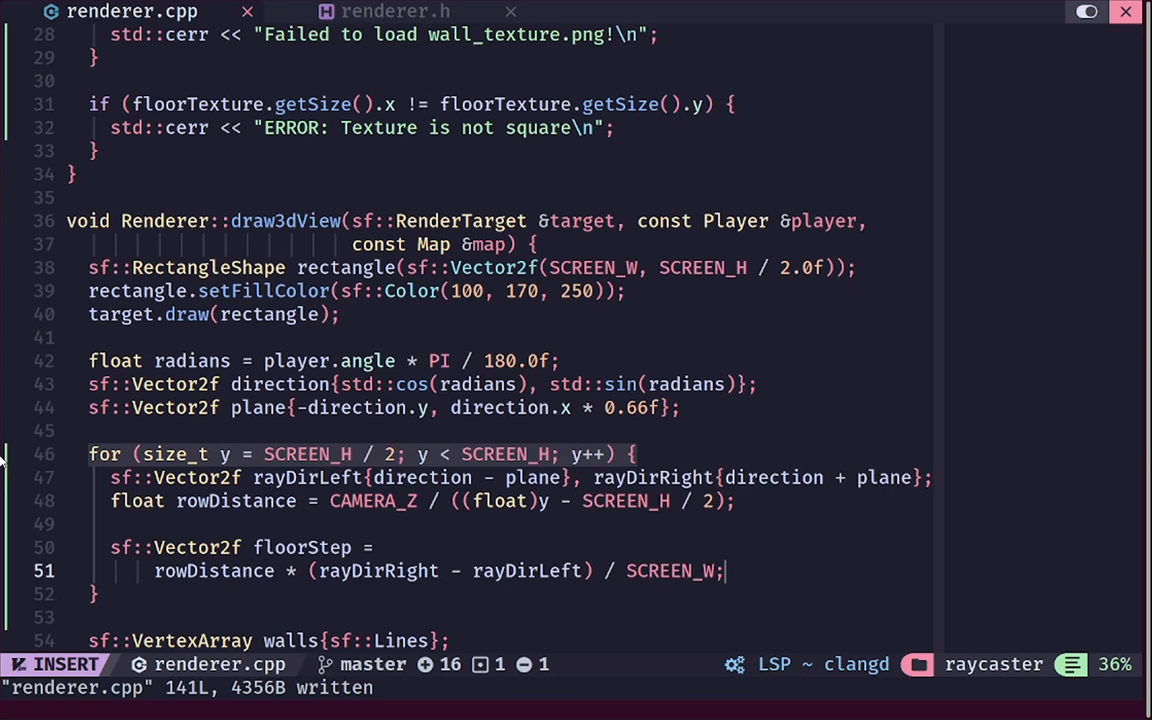 renderer.cpp × renderer.h ×
28 std::cerr << "Failed to load wall_texture.png!\n";
29 }
30
31 if (floorTexture.getSize().x != floorTexture.getSize().y) {
32 std::cerr << "ERROR: Texture is not square\n";
33 }
34 }
35
36 void Renderer::draw3dView(sf::RenderTarget &target, const Player &player,
37 const Map &map) {
38 sf::RectangleShape rectangle(sf::Vector2f(SCREEN_W, SCREEN_H / 2.0f));
39 rectangle.setFillColor(sf::Color(100, 170, 250));
40 target.draw(rectangle);
41
42 float radians = player.angle * PI / 180.0f;
43 sf::Vector2f direction{std::cos(radians), std::sin(radians)};
44 sf::Vector2f plane{-direction.y, direction.x * 0.66f};
45
46 for (size_t y = SCREEN_H / 2; y < SCREEN_H; y++) {
47 sf::Vector2f rayDirLeft{direction - plane}, rayDirRight{direction + plane};
48 float rowDistance = CAMERA_Z / ((float)y - SCREEN_H / 2);
49
50 sf::Vector2f floorStep =
51 rowDistance * (rayDirRight - rayDirLeft) / SCREEN_W;
52 }
53
54 sf::VertexArray walls{sf::Lines};
INSERT renderer.cpp master 16 1 1 LSP ~ clangd raycaster 36%
"renderer.cpp" 141L, 4356B written